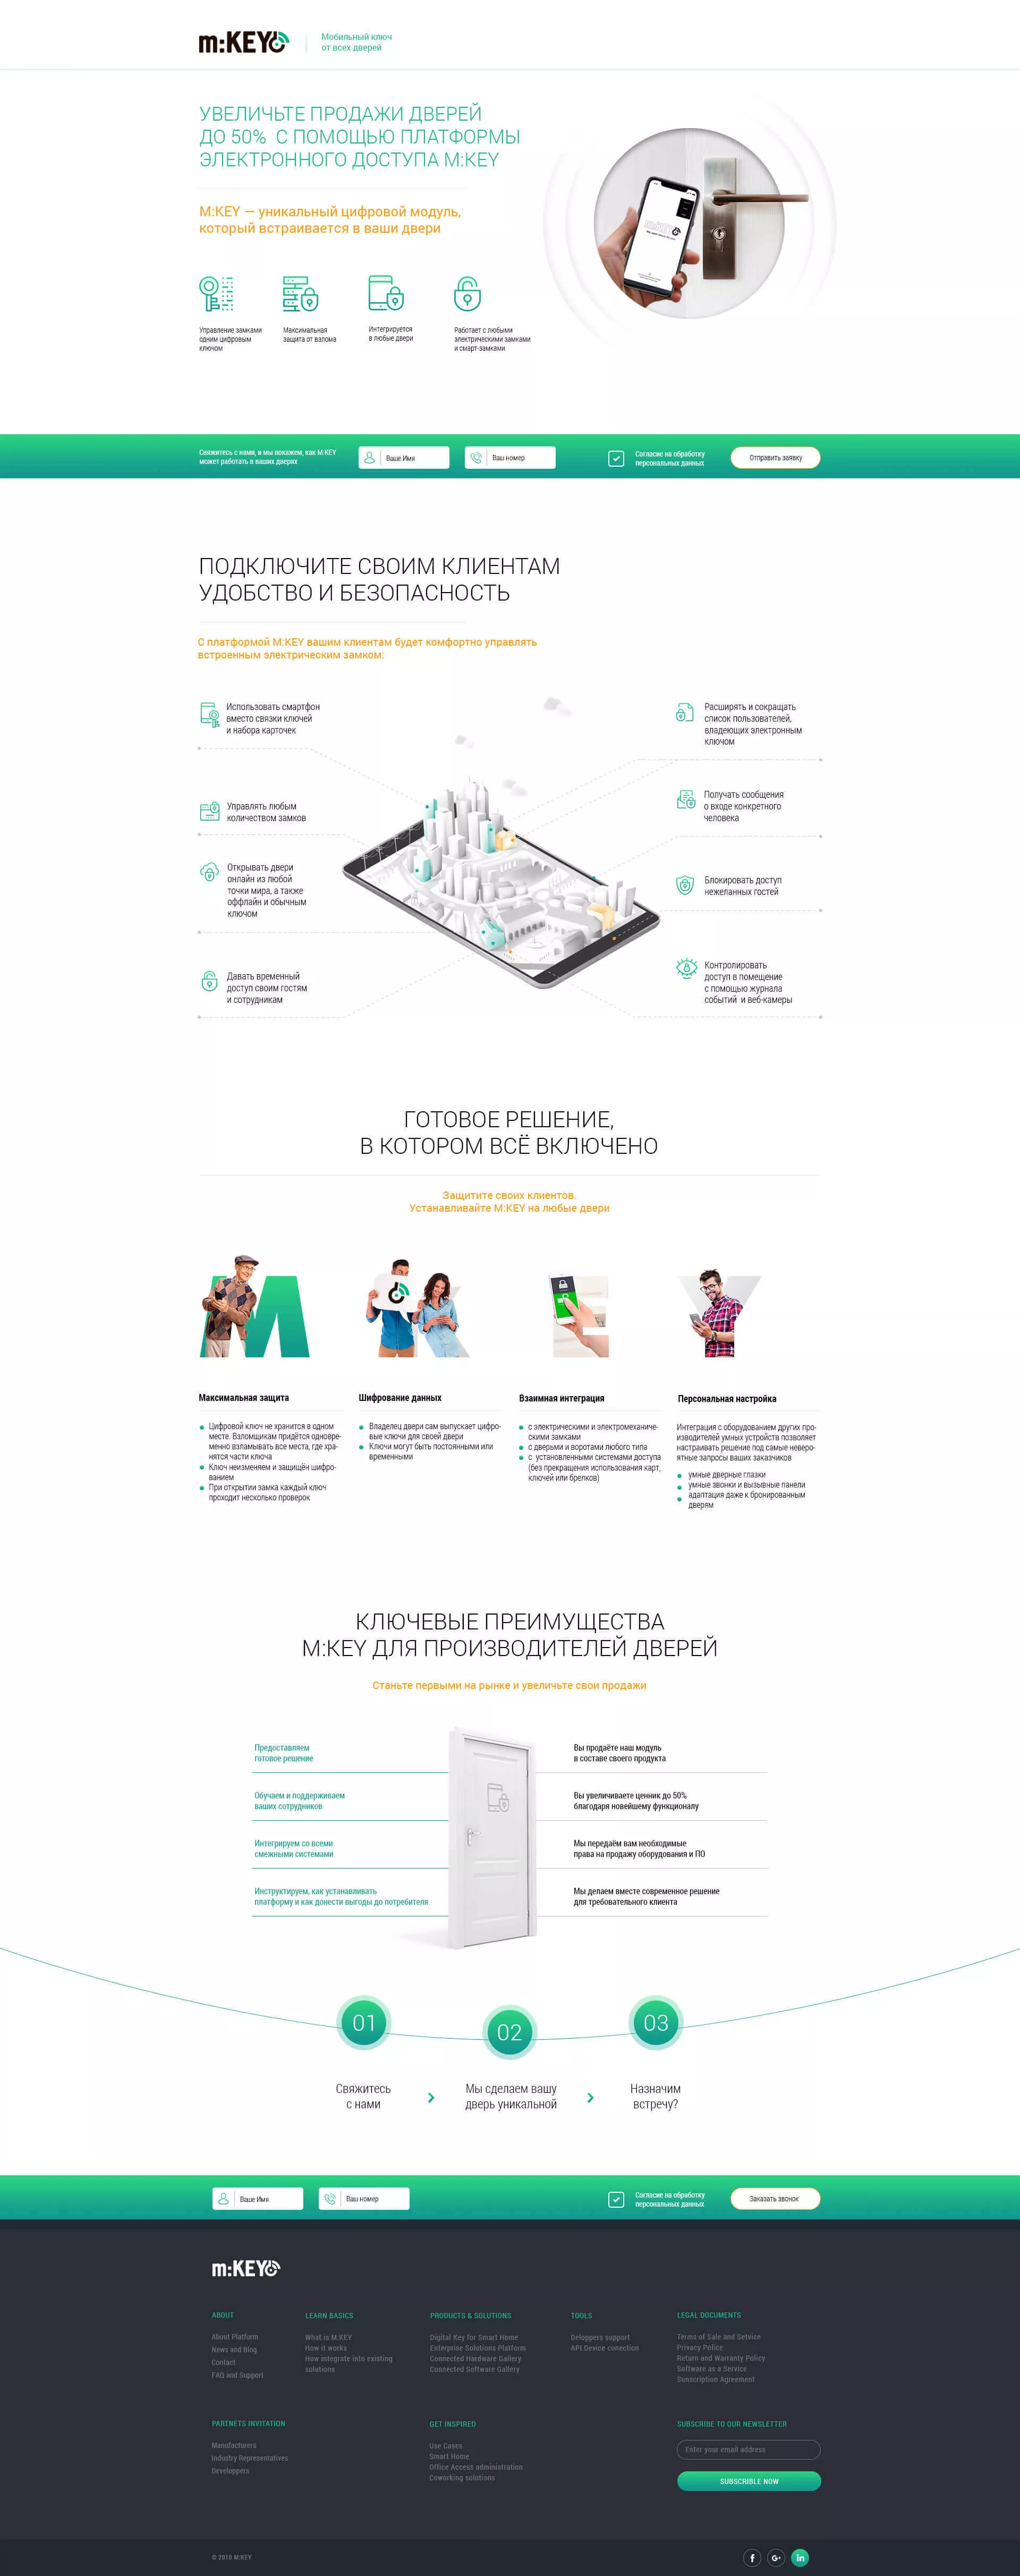 m:KEY
Мобильный ключ
от всех дверей
УВЕЛИЧЬТЕ ПРОДАЖИ ДВЕРЕЙ
ДО 50% С ПОМОЩЬЮ ПЛАТФОРМЫ
ЭЛЕКТРОННОГО ДОСТУПА M:KEY
M:KEY — уникальный цифровой модуль,
который встраивается в ваши двери
Управление замками
одним цифровым
ключом
Максимальная
защита от взлома
Интегрируется
в любые двери
Работает с любыми
электрическими замками
и смарт-замками
Свяжитесь с нами, и мы покажем, как M:KEY
может работать в ваших дверях
Ваше Имя
Ваш номер
Согласие на обработку
персональных данных
Отправить заявку
ПОДКЛЮЧИТЕ СВОИМ КЛИЕНТАМ
УДОБСТВО И БЕЗОПАСНОСТЬ
С платформой M:KEY вашим клиентам будет комфортно управлять
встроенным электрическим замком:
Использовать смартфон
вместо связки ключей
и набора карточек
Управлять любым
количеством замков
Открывать двери
онлайн из любой
точки мира, а также
оффлайн и обычным
ключом
Давать временный
доступ своим гостям
и сотрудникам
Расширять и сокращать
список пользователей,
владеющих электронным
ключом
Получать сообщения
о входе конкретного
человека
Блокировать доступ
нежеланных гостей
Контролировать
доступ в помещение
с помощью журнала
событий и веб-камеры
ГОТОВОЕ РЕШЕНИЕ,
В КОТОРОМ ВСЁ ВКЛЮЧЕНО
Защитите своих клиентов.
Устанавливайте M:KEY на любые двери
Максимальная защита
Цифровой ключ не хранится в одном
месте. Взломщикам придётся одновре-
менно взламывать все места, где хра-
нятся части ключа
Ключ неизменяем и защищён шифро-
ванием
При открытии замка каждый ключ
проходит несколько проверок
Шифрование данных
Владелец двери сам выпускает цифро-
вые ключи для своей двери
Ключи могут быть постоянными или
временными
Взаимная интеграция
с электрическими и электромеханиче-
скими замками
с дверьми и воротами любого типа
с установленными системами доступа
(без прекращения использования карт,
ключей или брелков)
Персональная настройка
Интеграция с оборудованием других про-
изводителей умных устройств позволяет
настраивать решение под самые неверо-
ятные запросы ваших заказчиков
умные дверные глазки
умные звонки и вызывные панели
адаптация даже к бронированным
дверям
КЛЮЧЕВЫЕ ПРЕИМУЩЕСТВА
M:KEY ДЛЯ ПРОИЗВОДИТЕЛЕЙ ДВЕРЕЙ
Станьте первыми на рынке и увеличьте свои продажи
Предоставляем
готовое решение
Вы продаёте наш модуль
в составе своего продукта
Обучаем и поддерживаем
ваших сотрудников
Вы увеличиваете ценник до 50%
благодаря новейшему функционалу
Интегрируем со всеми
смежными системами
Мы передаём вам необходимые
права на продажу оборудования и ПО
Инструктируем, как устанавливать
платформу и как донести выгоды до потребителя
Мы делаем вместе современное решение
для требовательного клиента
01
02
03
Свяжитесь
с нами
Мы сделаем вашу
дверь уникальной
Назначим
встречу?
Ваше Имя
Ваш номер
Согласие на обработку
персональных данных
Заказать звонок
m:KEY
ABOUT
About Platform
News and Blog
Contact
FAQ and Support
LEARN BASICS
What is M:KEY
How it works
How integrate into existing
solutions
PRODUCTS & SOLUTIONS
Digital Key for Smart Home
Enterprise Solutions Platform
Connected Hardware Gallery
Connected Software Gallery
TOOLS
Deloppers support
API Device conection
LEGAL DOCUMENTS
Terms of Sale and Setvice
Privacy Police
Return and Warranty Policy
Software as a Service
Sunscription Agreement
PARTNETS INVITATION
Manufacturers
Industry Representatives
Developpers
GET INSPIRED
Use Cases
Smart Home
Office Access administration
Coworking solutions
SUBSCRIBE TO OUR NEWSLETTER
Enter your email address
SUBSCRIBLE NOW
© 2010 M:KEY
f
G+
in